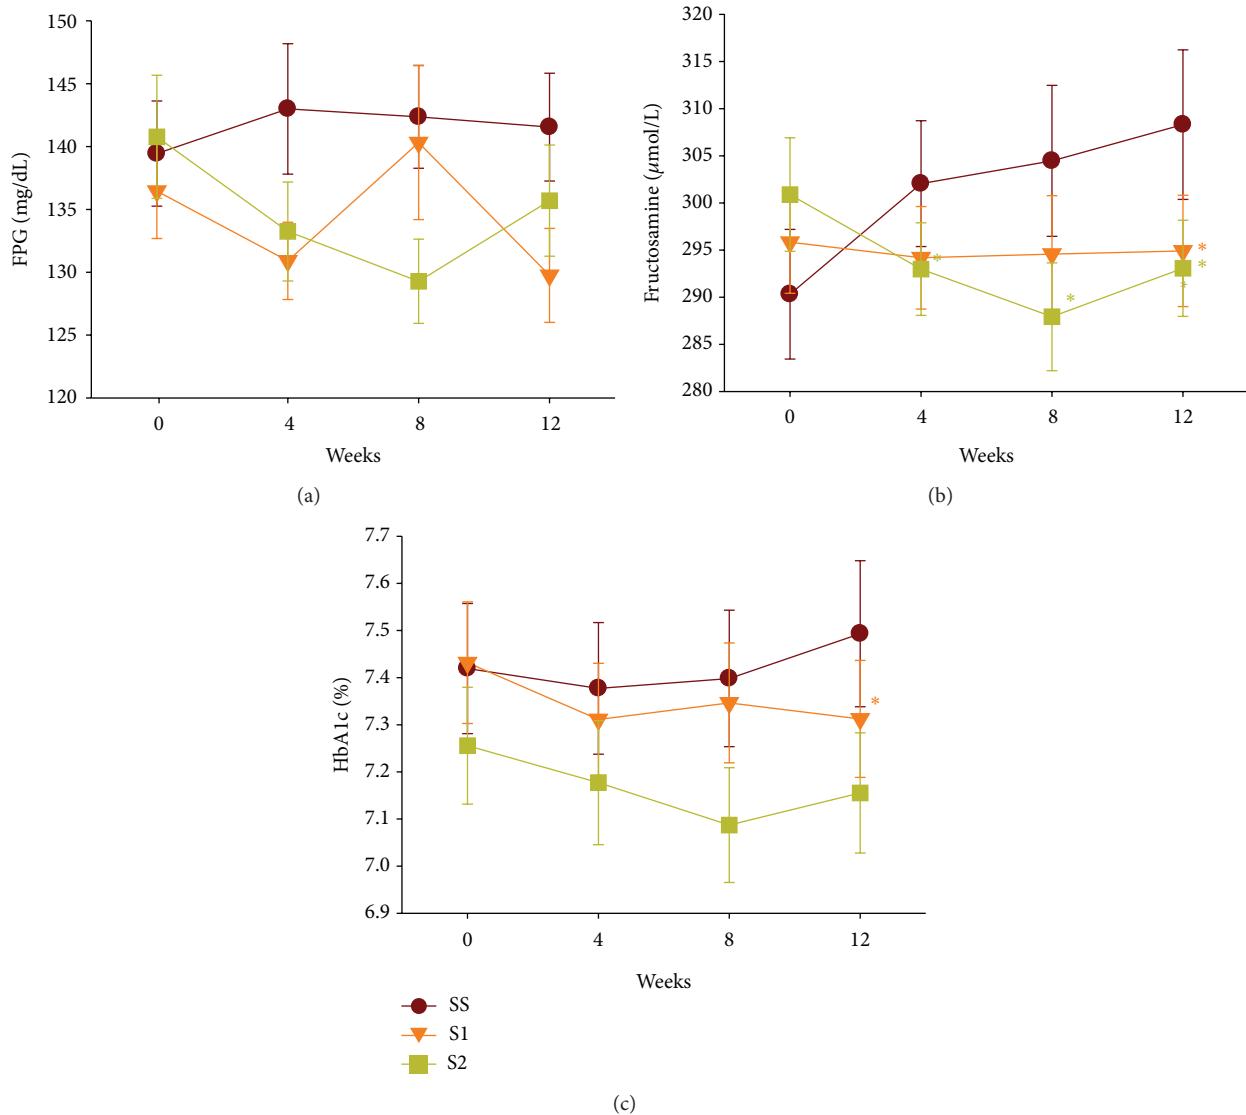 150
145
140
135
130
125
120
FPG (mg/dL)
0 4 8 12
Weeks
(a)
320
315
310
305
300
295
290
285
280
Fructosamine (μmol/L)
*
*
*
*
*
0 4 8 12
Weeks
(b)
7.7
7.6
7.5
7.4
7.3
7.2
7.1
7.0
6.9
HbA1c (%)
*
0 4 8 12
Weeks
SS
S1
S2
(c)